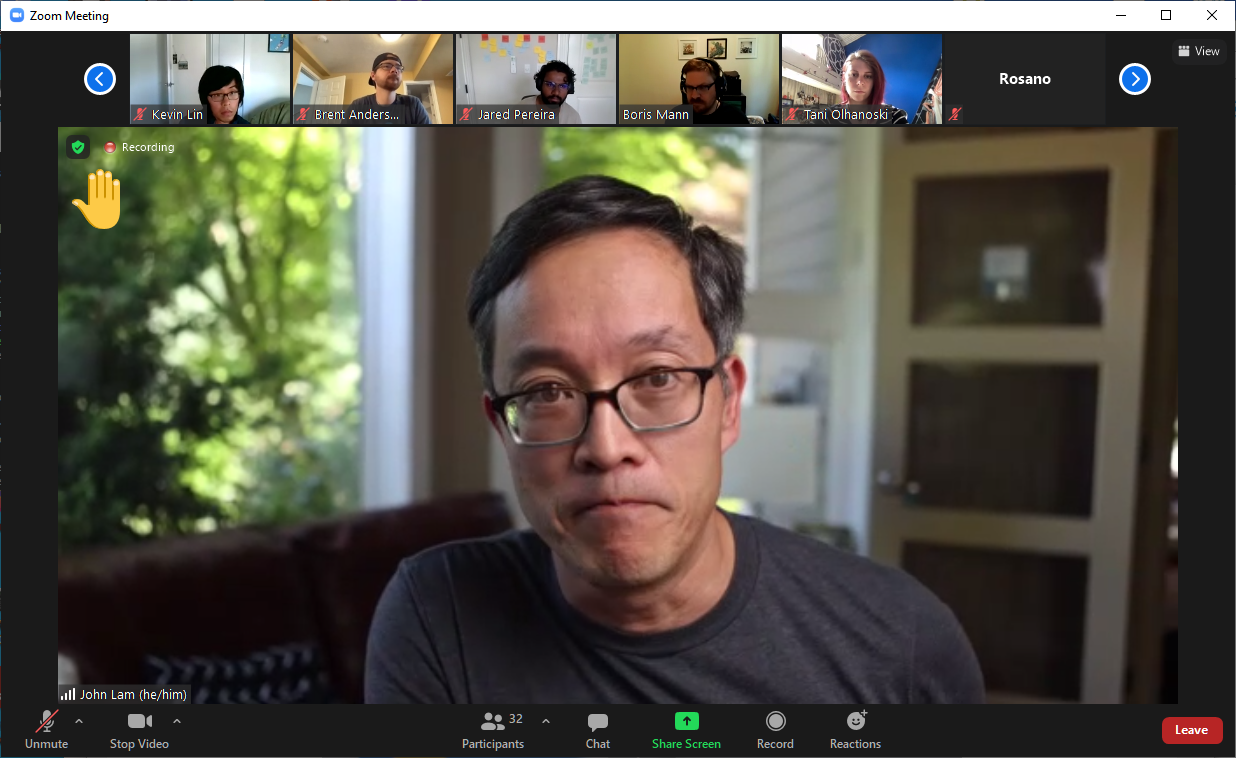 Zoom Meeting
View
Rosano
Kevin Lin
Brent Anders...
Jared Pereira
Boris Mann
Tani Olhanoski
Recording
John Lam (he/him)
32
Unmute
Stop Video
Participants
Chat
Share Screen
Record
Reactions
Leave